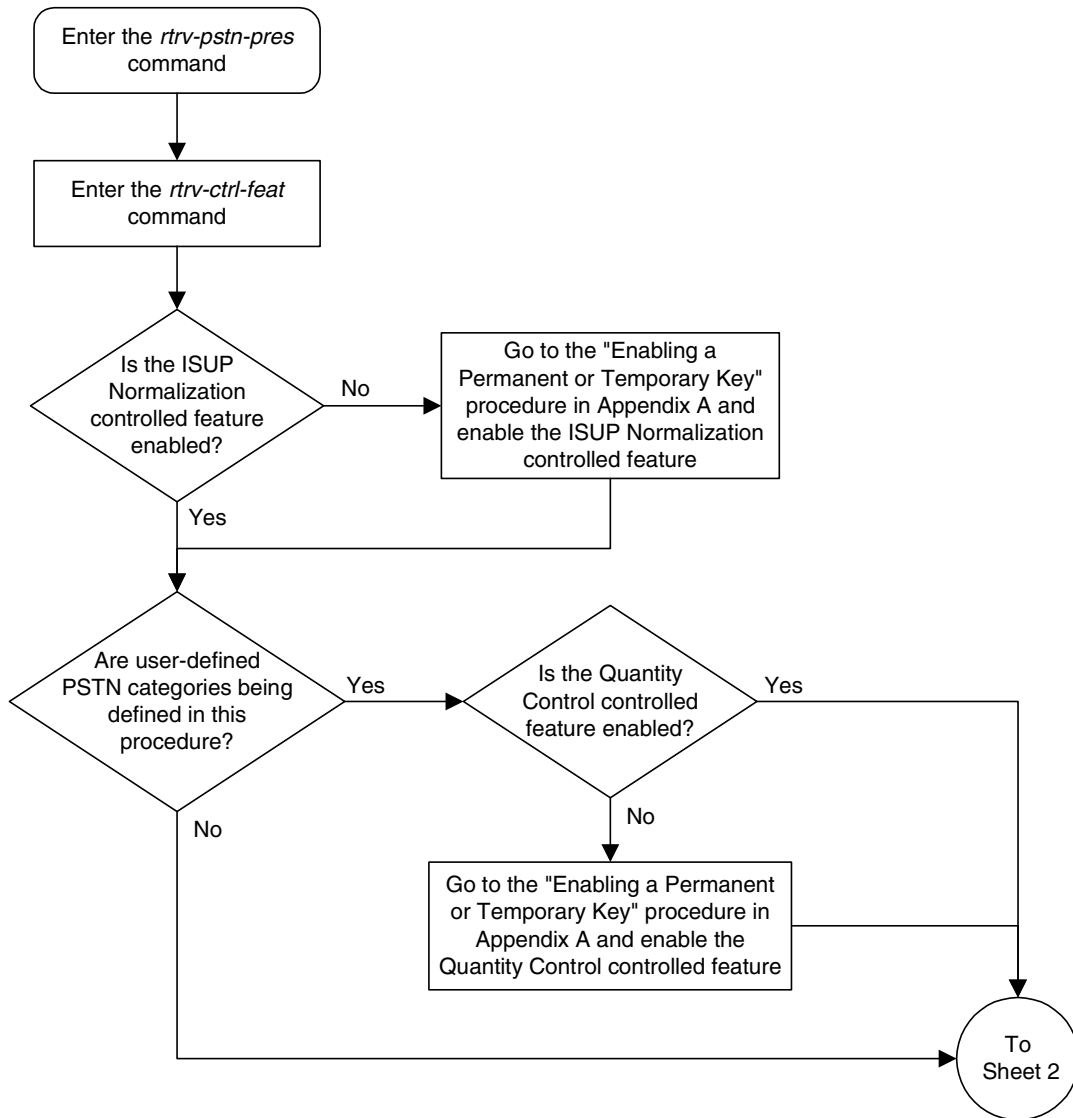 Enter the rtrv-pstn-pres
command
Enter the rtrv-ctrl-feat
command
Is the ISUP
Normalization
controlled feature
enabled?
No
Go to the "Enabling a
Permanent or Temporary Key"
procedure in Appendix A and
enable the ISUP Normalization
controlled feature
Yes
Are user-defined
PSTN categories being
defined in this
procedure?
Yes
Is the Quantity
Control controlled
feature enabled?
Yes
No
No
Go to the "Enabling a Permanent
or Temporary Key" procedure in
Appendix A and enable the
Quantity Control controlled feature
To
Sheet 2